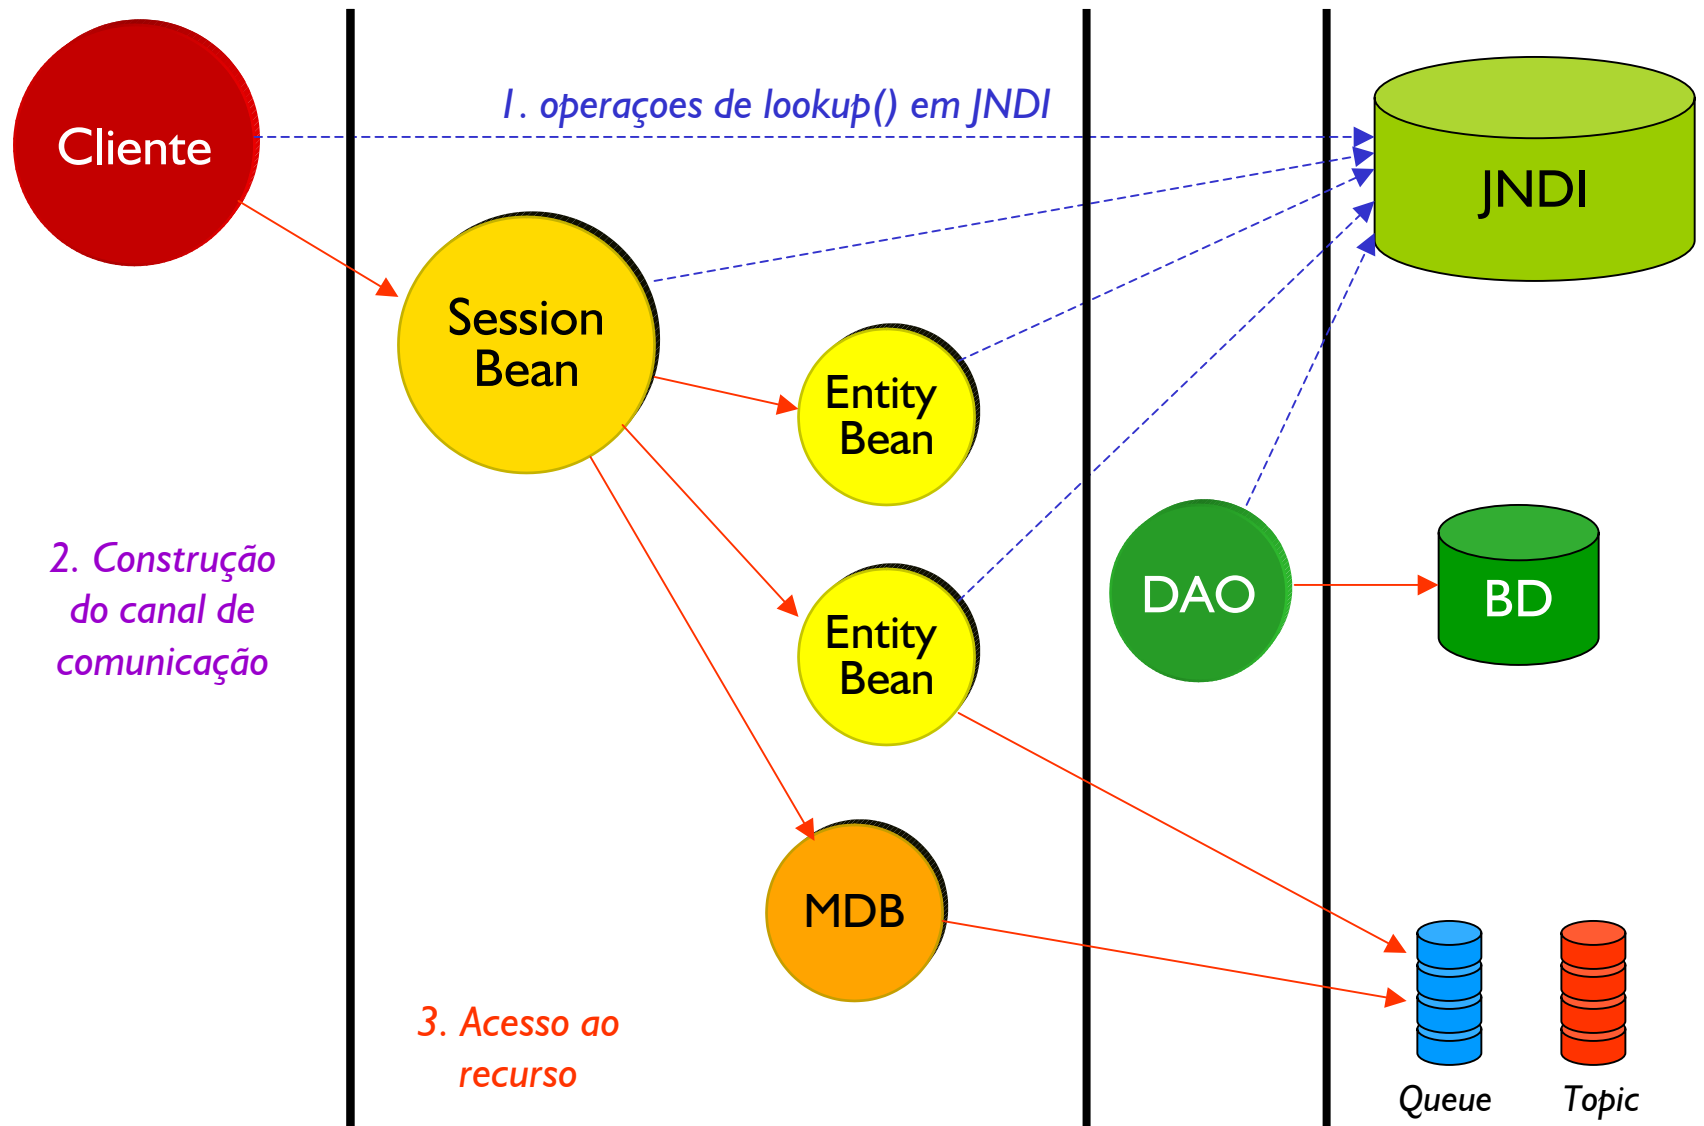 1. operaçoes de lookup() em JNDI
Cliente
JNDI
Session
Bean
Entity
Bean
2. Construção
do canal de
comunicação
DAO
BD
Entity
Bean
MDB
3. Acesso ao
recurso
Queue
Topic